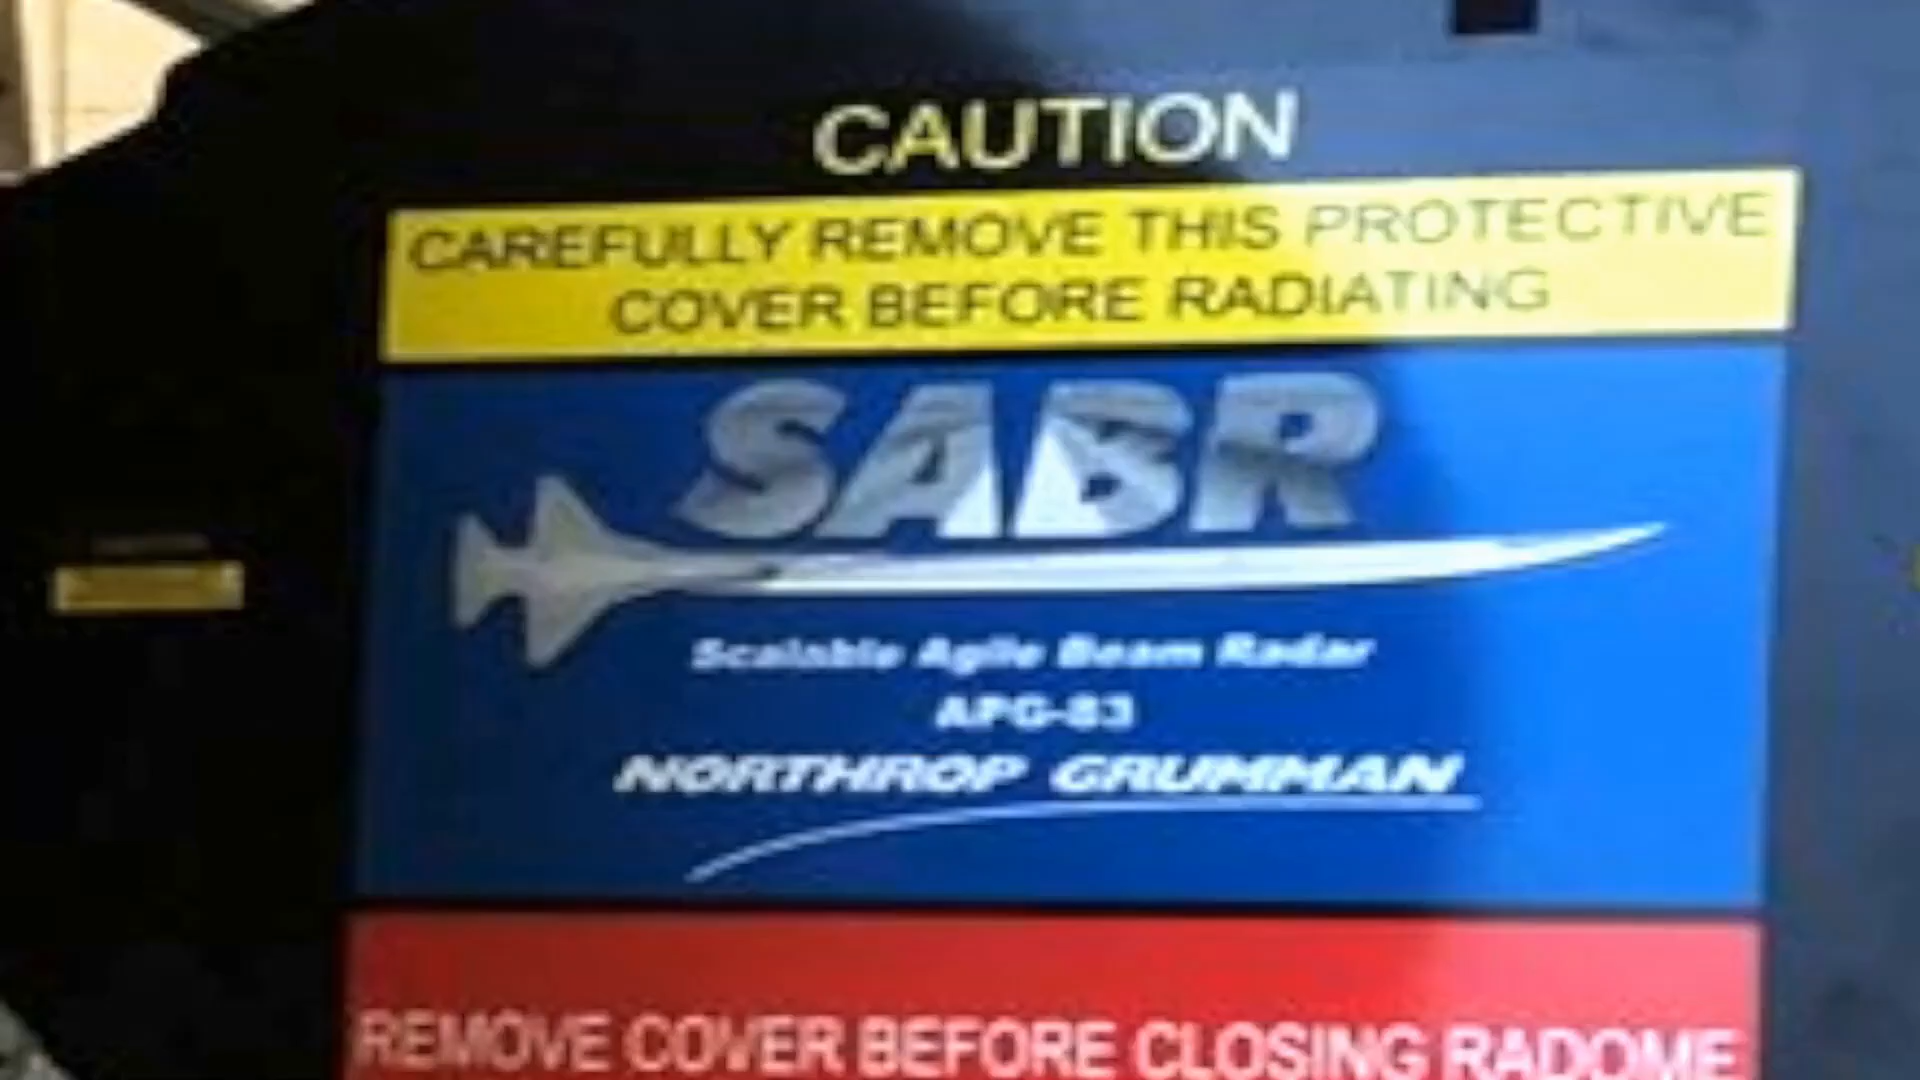 CAUTION
CAREFULLY REMOVE THIS PROTECTIVE
COVER BEFORE RADIATING
SABR
Scalable Agile Beam Radar
APG-83
NORTHROP GRUMMAN
REMOVE COVER BEFORE CLOSING RADOME